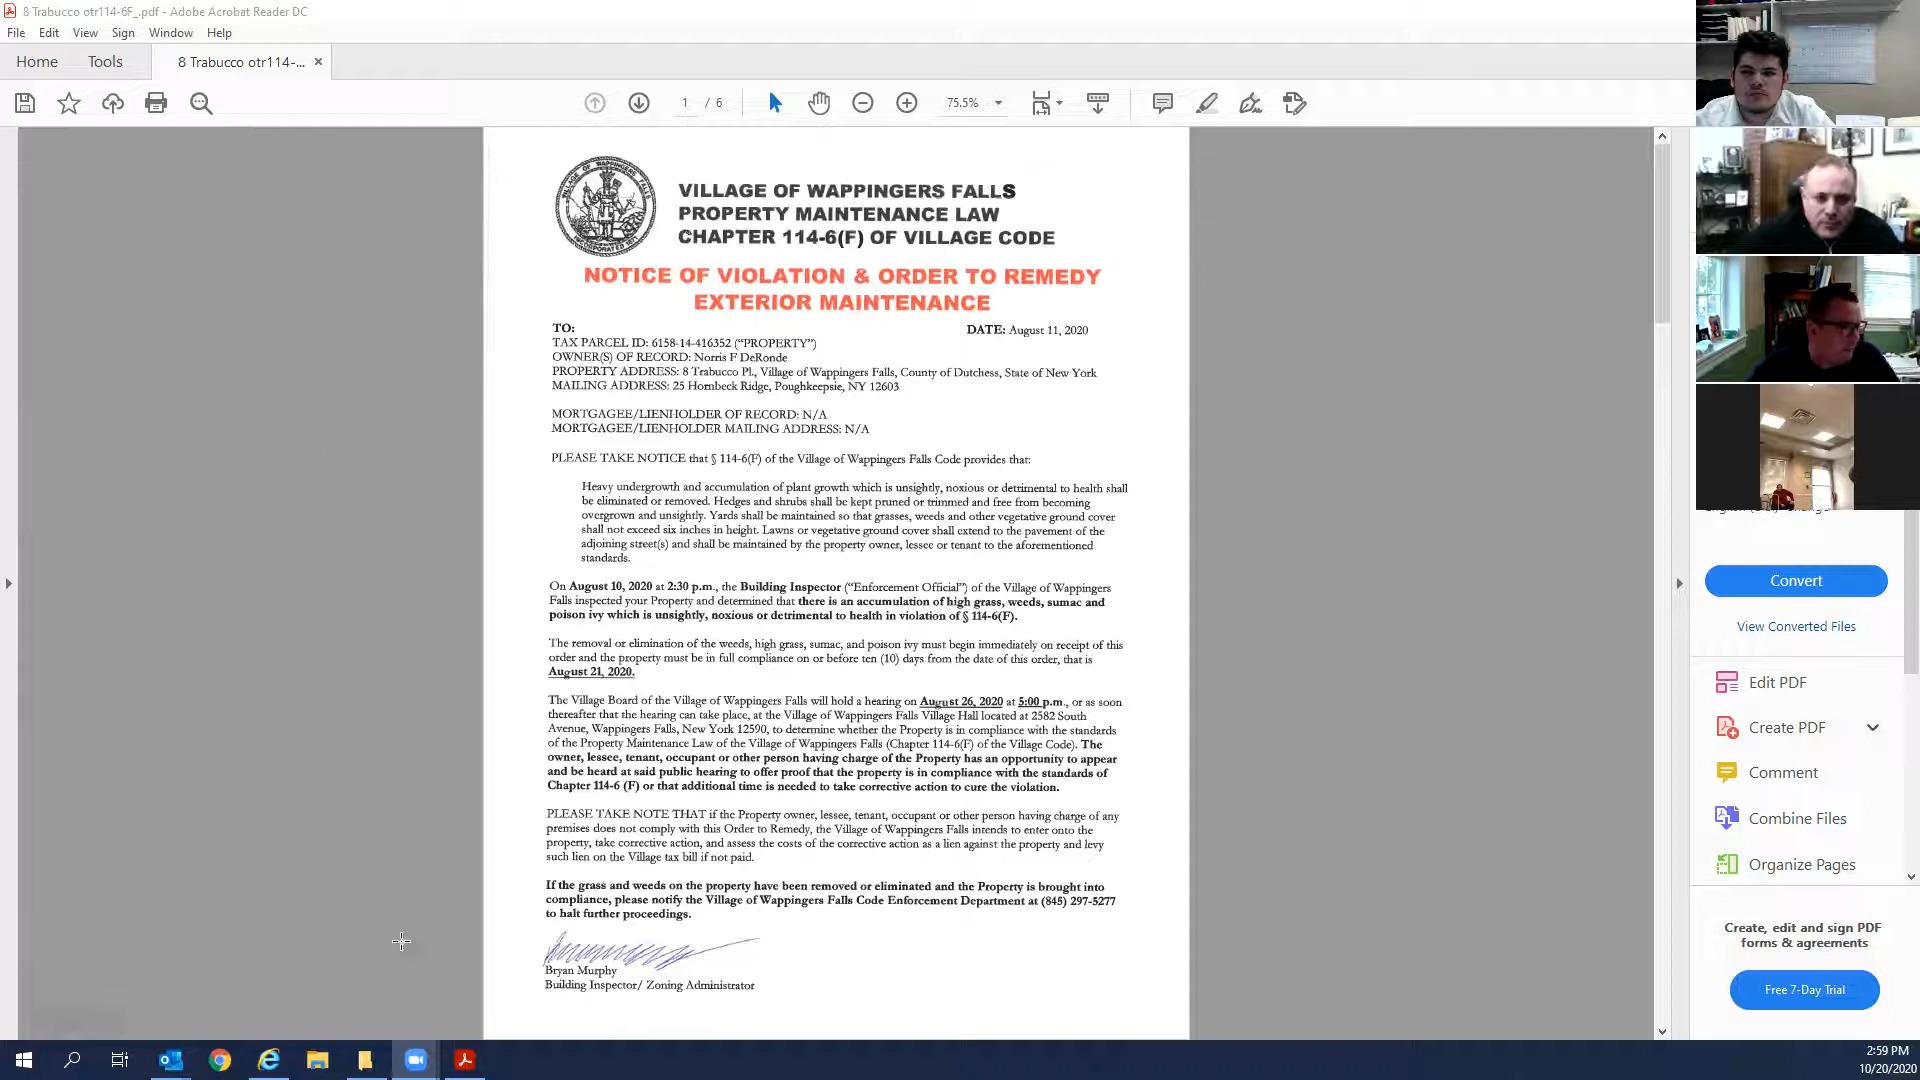 8 Trabucco otr114-6F_.pdf - Adobe Acrobat Reader DC
File Edit View Sign Window Help
Home Tools 8 Trabucco otr114-... ×
1 / 6 75.5%
VILLAGE OF WAPPINGERS FALLS
INCORPORATED 1871
VILLAGE OF WAPPINGERS FALLS
PROPERTY MAINTENANCE LAW
CHAPTER 114-6(F) OF VILLAGE CODE
NOTICE OF VIOLATION & ORDER TO REMEDY
EXTERIOR MAINTENANCE
TO: DATE: August 11, 2020
TAX PARCEL ID: 6158-14-416352 (“PROPERTY”)
OWNER(S) OF RECORD: Norris F DeRonde
PROPERTY ADDRESS: 8 Trabucco Pl., Village of Wappingers Falls, County of Dutchess, State of New York
MAILING ADDRESS: 25 Hornbeck Ridge, Poughkeepsie, NY 12603
MORTGAGEE/LIENHOLDER OF RECORD: N/A
MORTGAGEE/LIENHOLDER MAILING ADDRESS: N/A
PLEASE TAKE NOTICE that § 114-6(F) of the Village of Wappingers Falls Code provides that:
Heavy undergrowth and accumulation of plant growth which is unsightly, noxious or detrimental to health shall
be eliminated or removed. Hedges and shrubs shall be kept pruned or trimmed and free from becoming
overgrown and unsightly. Yards shall be maintained so that grasses, weeds and other vegetative ground cover
shall not exceed six inches in height. Lawns or vegetative ground cover shall extend to the pavement of the
adjoining street(s) and shall be maintained by the property owner, lessee or tenant to the aforementioned
standards.
On August 10, 2020 at 2:30 p.m., the Building Inspector (“Enforcement Official”) of the Village of Wappingers
Falls inspected your Property and determined that there is an accumulation of high grass, weeds, sumac and
poison ivy which is unsightly, noxious or detrimental to health in violation of § 114-6(F).
The removal or elimination of the weeds, high grass, sumac, and poison ivy must begin immediately on receipt of this
order and the property must be in full compliance on or before ten (10) days from the date of this order, that is
August 21, 2020.
The Village Board of the Village of Wappingers Falls will hold a hearing on August 26, 2020 at 5:00 p.m., or as soon
thereafter that the hearing can take place, at the Village of Wappingers Falls Village Hall located at 2582 South
Avenue, Wappingers Falls, New York 12590, to determine whether the Property is in compliance with the standards
of the Property Maintenance Law of the Village of Wappingers Falls (Chapter 114-6(F) of the Village Code). The
owner, lessee, tenant, occupant or other person having charge of the Property has an opportunity to appear
and be heard at said public hearing to offer proof that the property is in compliance with the standards of
Chapter 114-6 (F) or that additional time is needed to take corrective action to cure the violation.
PLEASE TAKE NOTE THAT if the Property owner, lessee, tenant, occupant or other person having charge of any
premises does not comply with this Order to Remedy, the Village of Wappingers Falls intends to enter onto the
property, take corrective action, and assess the costs of the corrective action as a lien against the property and levy
such lien on the Village tax bill if not paid.
If the grass and weeds on the property have been removed or eliminated and the Property is brought into
compliance, please notify the Village of Wappingers Falls Code Enforcement Department at (845) 297-5277
to halt further proceedings.
Bryan Murphy
Building Inspector/ Zoning Administrator
Convert
View Converted Files
Edit PDF
Create PDF
Comment
Combine Files
Organize Pages
Create, edit and sign PDF
forms & agreements
Free 7-Day Trial
2:59 PM
10/20/2020